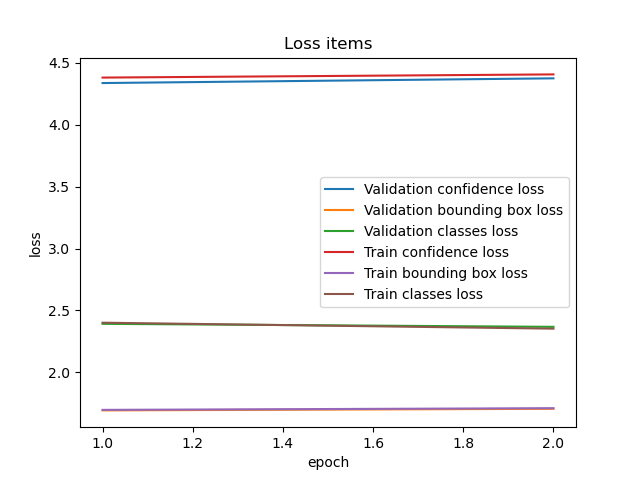 Loss items
4.5
4.0
3.5
3.0
2.5
2.0
loss
Validation confidence loss
Validation bounding box loss
Validation classes loss
Train confidence loss
Train bounding box loss
Train classes loss
1.0 1.2 1.4 1.6 1.8 2.0
epoch